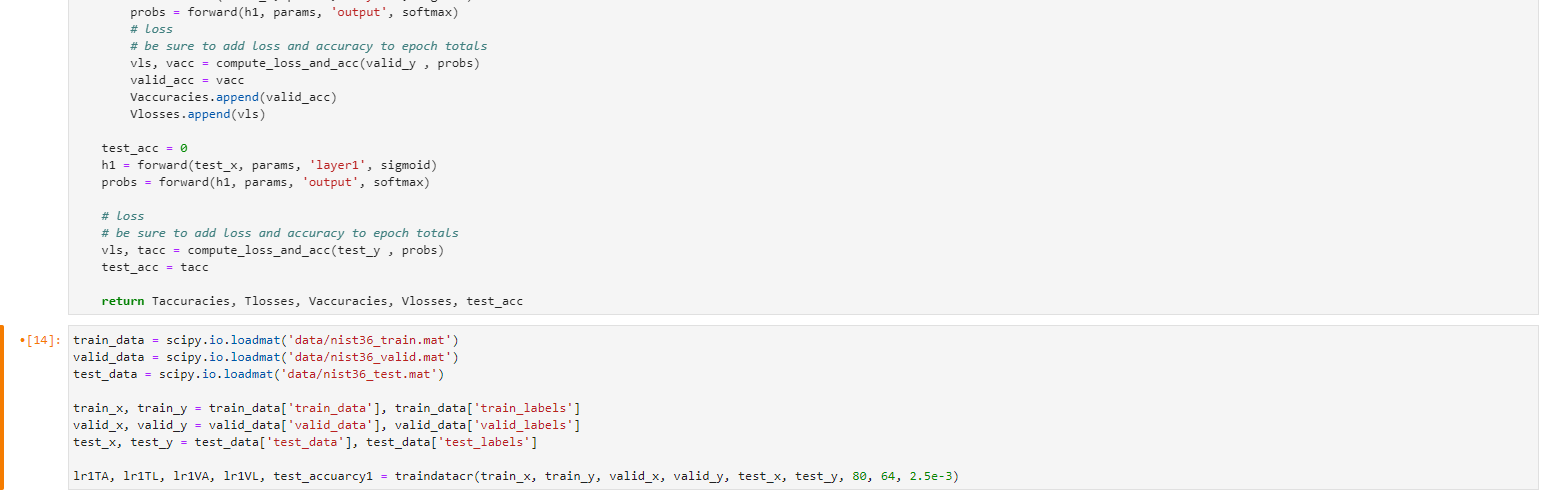 probs = forward(h1, params, 'output', softmax)
# loss
# be sure to add loss and accuracy to epoch totals
vls, vacc = compute_loss_and_acc(valid_y , probs)
valid_acc = vacc
Vaccuracies.append(valid_acc)
Vlosses.append(vls)
test_acc = 0
h1 = forward(test_x, params, 'layer1', sigmoid)
probs = forward(h1, params, 'output', softmax)
# loss
# be sure to add loss and accuracy to epoch totals
vls, tacc = compute_loss_and_acc(test_y , probs)
test_acc = tacc
return Taccuracies, Tlosses, Vaccuracies, Vlosses, test_acc
•[14]: train_data = scipy.io.loadmat('data/nist36_train.mat')
valid_data = scipy.io.loadmat('data/nist36_valid.mat')
test_data = scipy.io.loadmat('data/nist36_test.mat')
train_x, train_y = train_data['train_data'], train_data['train_labels']
valid_x, valid_y = valid_data['valid_data'], valid_data['valid_labels']
test_x, test_y = test_data['test_data'], test_data['test_labels']
lr1TA, lr1TL, lr1VA, lr1VL, test_accuarcy1 = traindatacr(train_x, train_y, valid_x, valid_y, test_x, test_y, 80, 64, 2.5e-3)